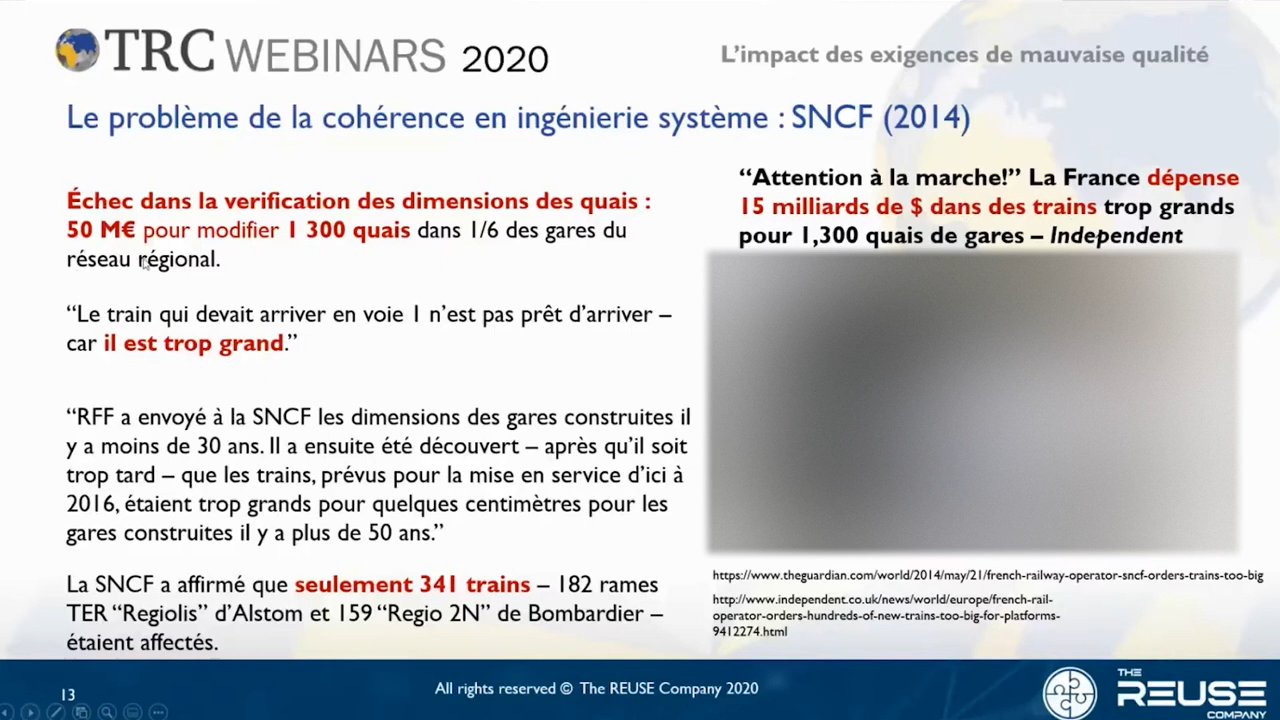 TRC WEBINARS 2020
L’impact des exigences de mauvaise qualité
Le problème de la cohérence en ingénierie système : SNCF (2014)
Échec dans la verification des dimensions des quais :
50 M€ pour modifier 1 300 quais dans 1/6 des gares du
réseau régional.
“Le train qui devait arriver en voie 1 n’est pas prêt d’arriver –
car il est trop grand.”
“RFF a envoyé à la SNCF les dimensions des gares construites il
y a moins de 30 ans. Il a ensuite été découvert – après qu’il soit
trop tard – que les trains, prévus pour la mise en service d’ici à
2016, étaient trop grands pour quelques centimètres pour les
gares construites il y a plus de 50 ans.”
La SNCF a affirmé que seulement 341 trains – 182 rames
TER “Regiolis” d’Alstom et 159 “Regio 2N” de Bombardier –
étaient affectés.
“Attention à la marche!” La France dépense
15 milliards de $ dans des trains trop grands
pour 1,300 quais de gares – Independent
https://www.theguardian.com/world/2014/may/21/french-railway-operator-sncf-orders-trains-too-big
http://www.independent.co.uk/news/world/europe/french-rail-
operator-orders-hundreds-of-new-trains-too-big-for-platforms-
9412274.html
13
All rights reserved © The REUSE Company 2020
THE
REUSE
COMPANY